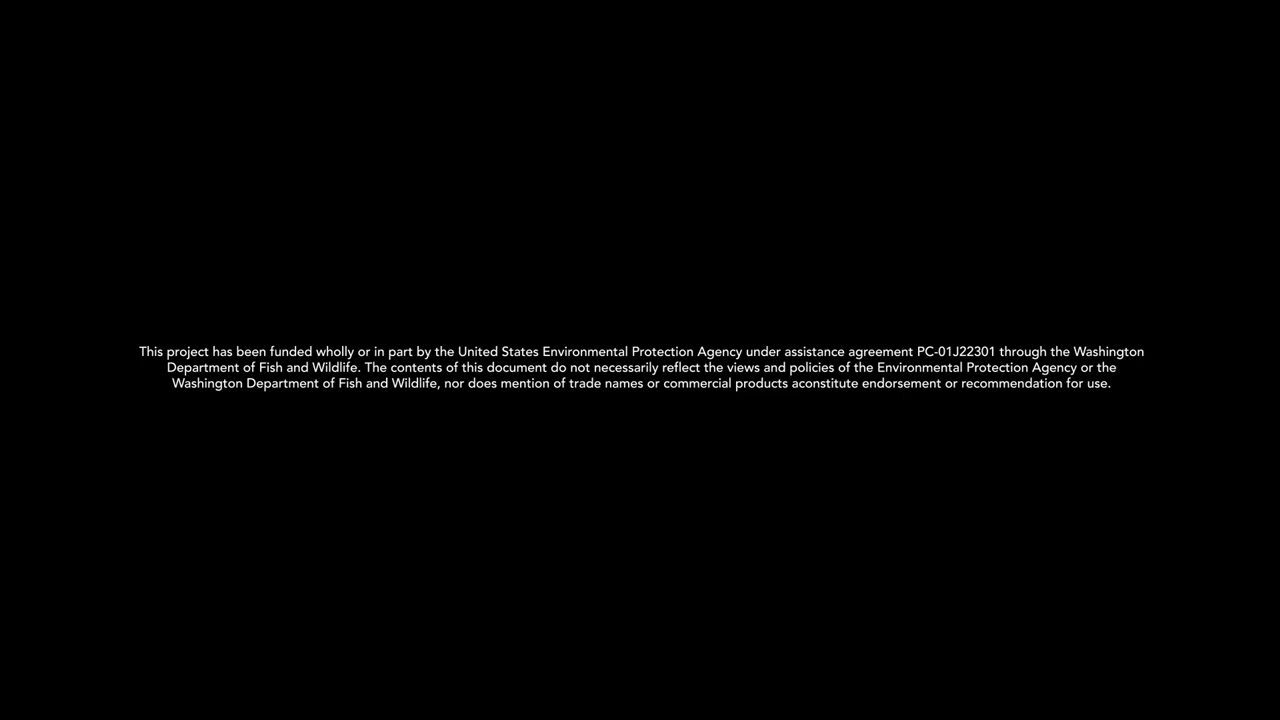 This project has been funded wholly or in part by the United States Environmental Protection Agency under assistance agreement PC-01J22301 through the Washington
Department of Fish and Wildlife. The contents of this document do not necessarily reflect the views and policies of the Environmental Protection Agency or the
Washington Department of Fish and Wildlife, nor does mention of trade names or commercial products aconstitute endorsement or recommendation for use.